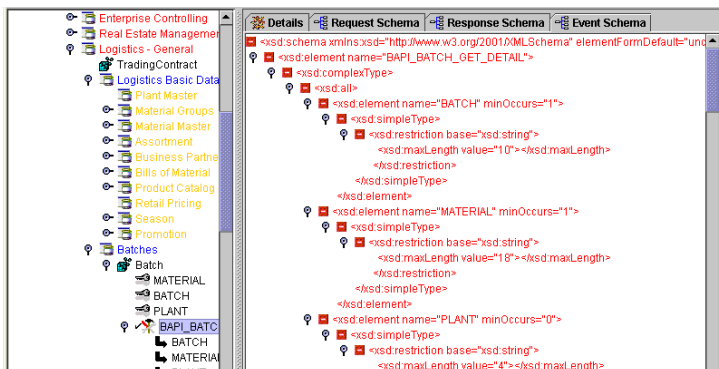 Enterprise Controlling
Real Estate Managemer
Logistics - General
TradingContract
Logistics Basic Data
Plant Master
Material Groups
Material Master
Assortment
Business Partne
Bills of Material
Product Catalog
Retail Pricing
Season
Promotion
Batches
Batch
MATERIAL
BATCH
PLANT
BAPI_BATC
BATCH
MATERIAL
Details Request Schema Response Schema Event Schema
<xsd:schema xmlns:xsd="http://www.w3.org/2001/XMLSchema" elementFormDefault="unq
<xsd:element name="BAPI_BATCH_GET_DETAIL">
<xsd:complexType>
<xsd:all>
<xsd:element name="BATCH" minOccurs="1">
<xsd:simpleType>
<xsd:restriction base="xsd:string">
<xsd:maxLength value="10"></xsd:maxLength>
</xsd:restriction>
</xsd:simpleType>
</xsd:element>
<xsd:element name="MATERIAL" minOccurs="1">
<xsd:simpleType>
<xsd:restriction base="xsd:string">
<xsd:maxLength value="18"></xsd:maxLength>
</xsd:restriction>
</xsd:simpleType>
</xsd:element>
<xsd:element name="PLANT" minOccurs="0">
<xsd:simpleType>
<xsd:restriction base="xsd:string">
<xsd:maxLength value="4"></xsd:maxLength>